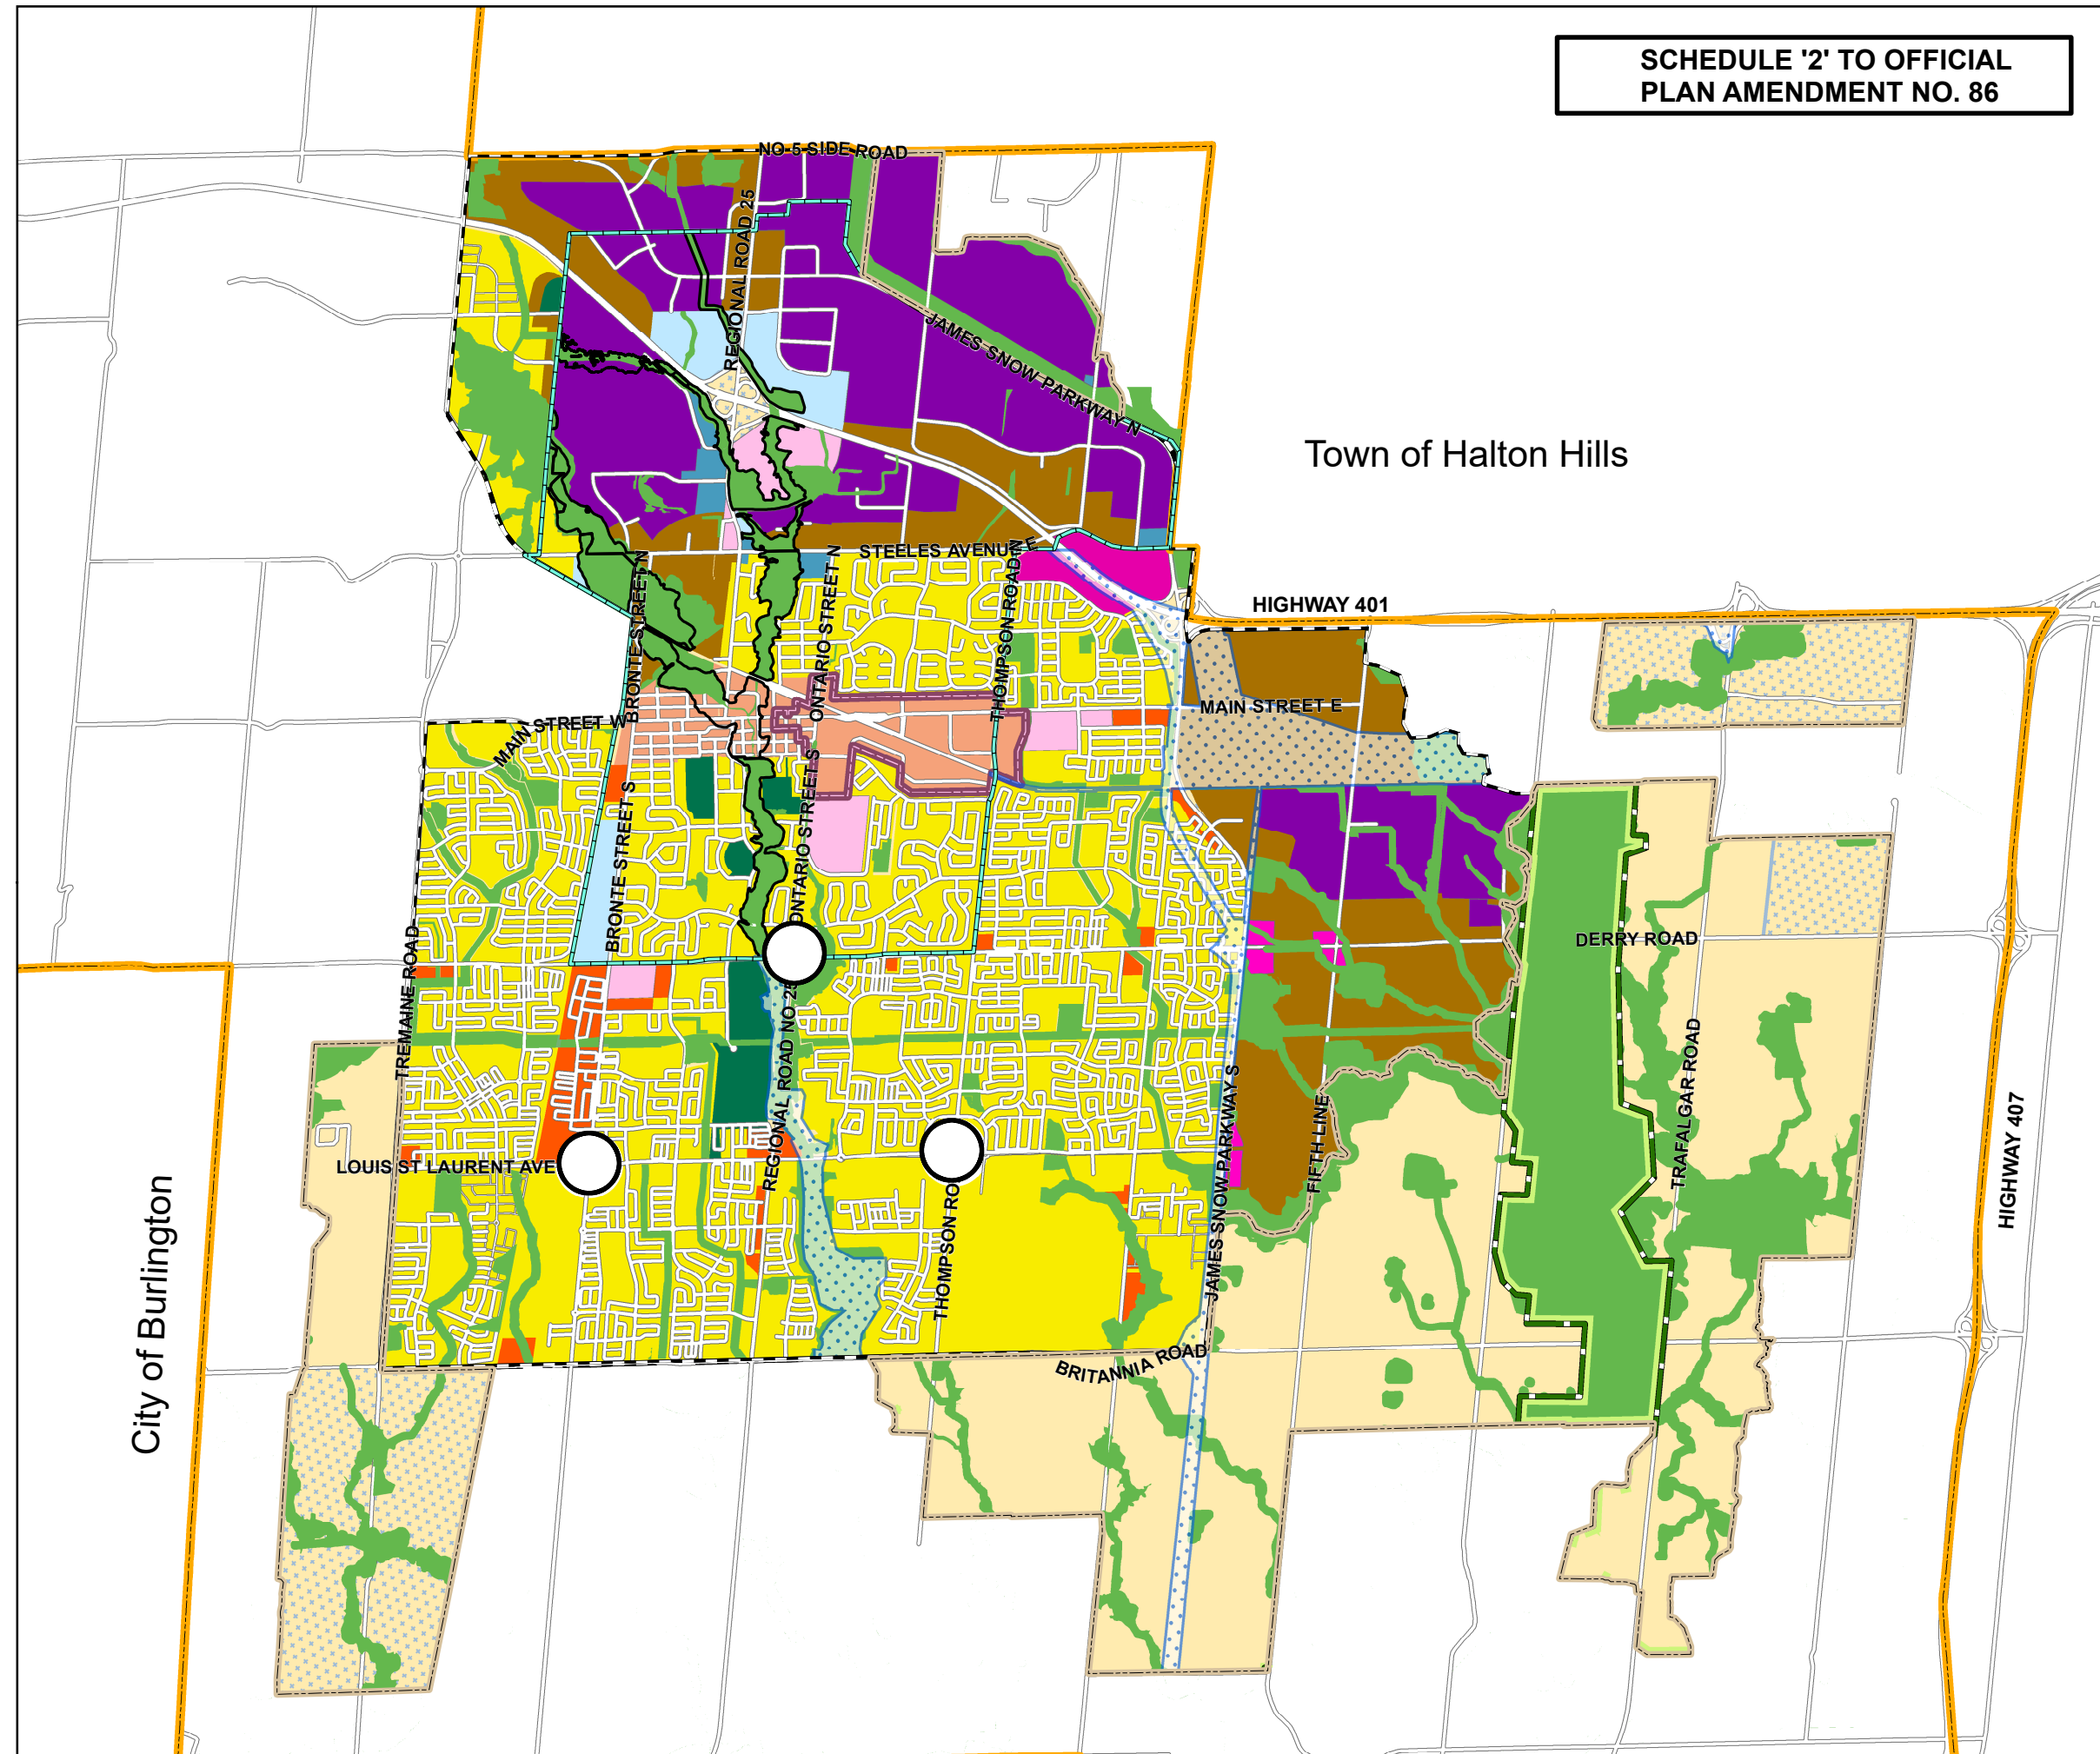 SCHEDULE '2' TO OFFICIAL
PLAN AMENDMENT NO. 86
NO 5 SIDE ROAD
REGIONAL ROAD 25
JAMES SNOW PARKWAY N
Town of Halton Hills
STEELES AVENUE E
BRONTE STREET N
ONTARIO STREET N
THOMPSON ROAD N
HIGHWAY 401
MAIN STREET W
MAIN STREET E
BRONTE STREET S
ONTARIO STREET S
DERRY ROAD
TREMAINE ROAD
REGIONAL ROAD NO 25
TRAFALGAR ROAD
JAMES SNOW PARKWAY S
FIFTH LINE
HIGHWAY 407
LOUIS ST LAURENT AVE
THOMPSON RO
City of Burlington
BRITANNIA ROAD